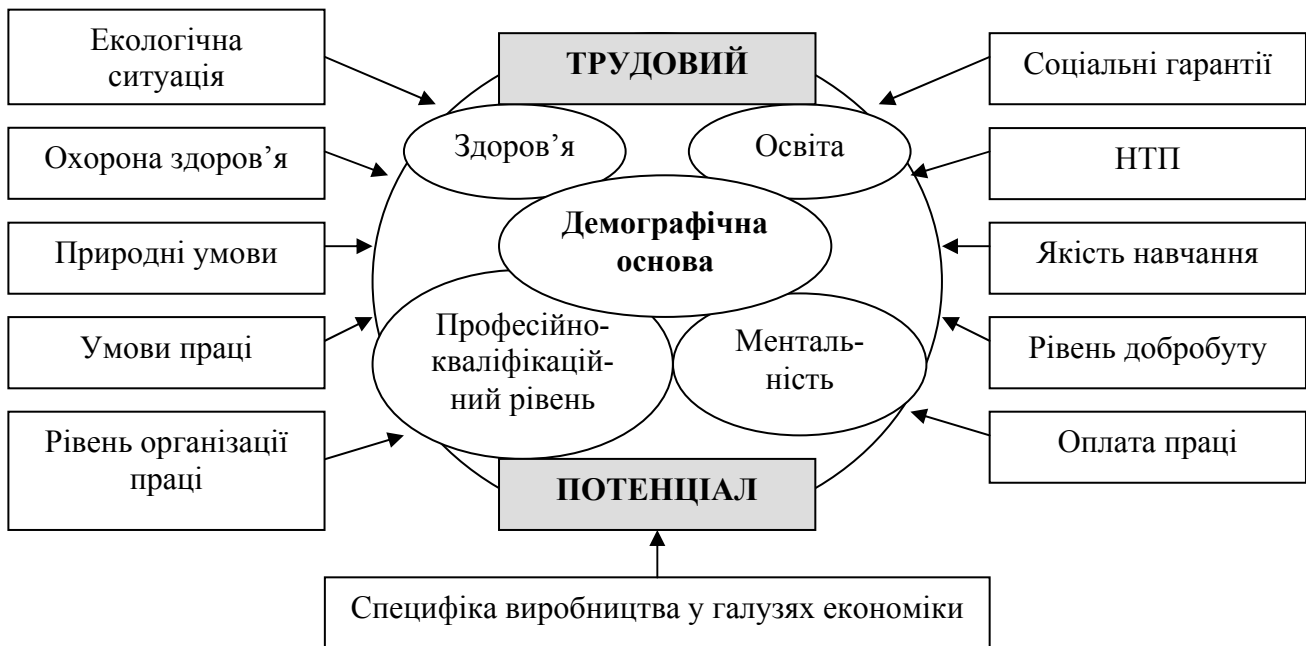 Екологічна
ситуація
Охорона здоров’я
Природні умови
Умови праці
Рівень організації
праці
ТРУДОВИЙ
Здоров’я
Освіта
Демографічна
основа
Професійно-
кваліфікацій-
ний рівень
Менталь-
ність
ПОТЕНЦІАЛ
Соціальні гарантії
НТП
Якість навчання
Рівень добробуту
Оплата праці
Специфіка виробництва у галузях економіки